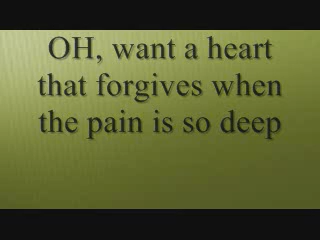 OH, want a heart
that forgives when
the pain is so deep